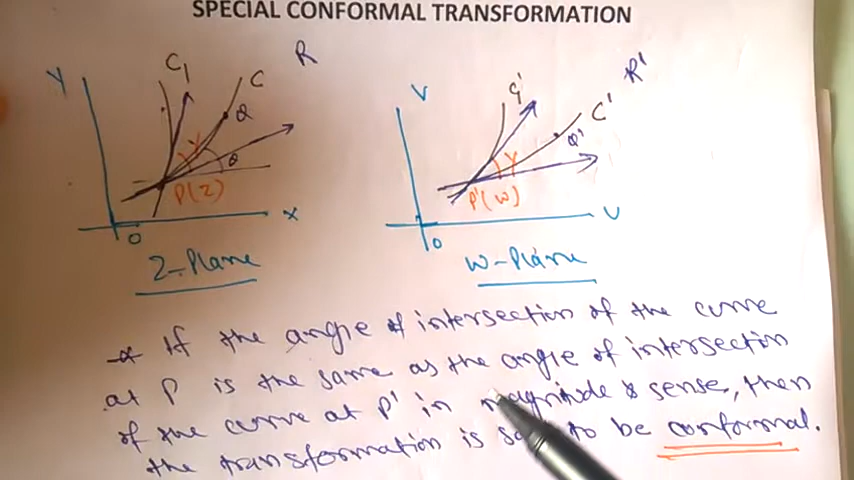 SPECIAL CONFORMAL TRANSFORMATION
Y C1 C R
Q
γ θ
P(Z)
O X
Z-Plane
V C1' C' R'
Q'
γ
P'(W)
O U
W-Plane
* If the angle of intersection of the curve
at P is the same as the angle of intersection
of the curve at P' in magnitude & sense, then
the transformation is to be conformal.